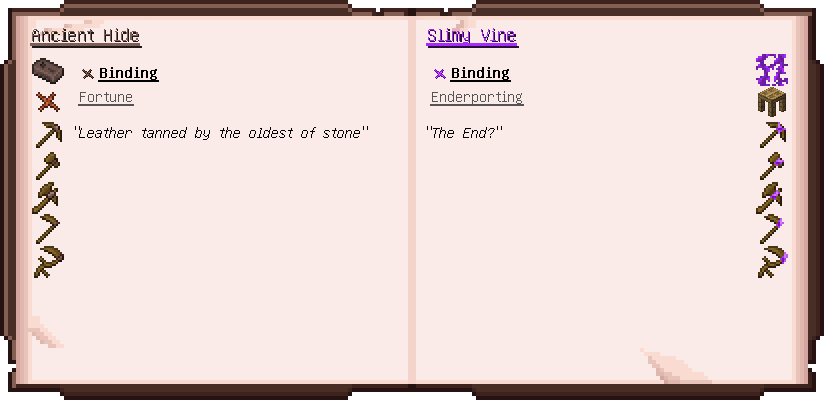 Ancient Hide
Binding
Fortune
"Leather tanned by the oldest of stone"
Slimy Vine
Binding
Enderporting
"The End?"